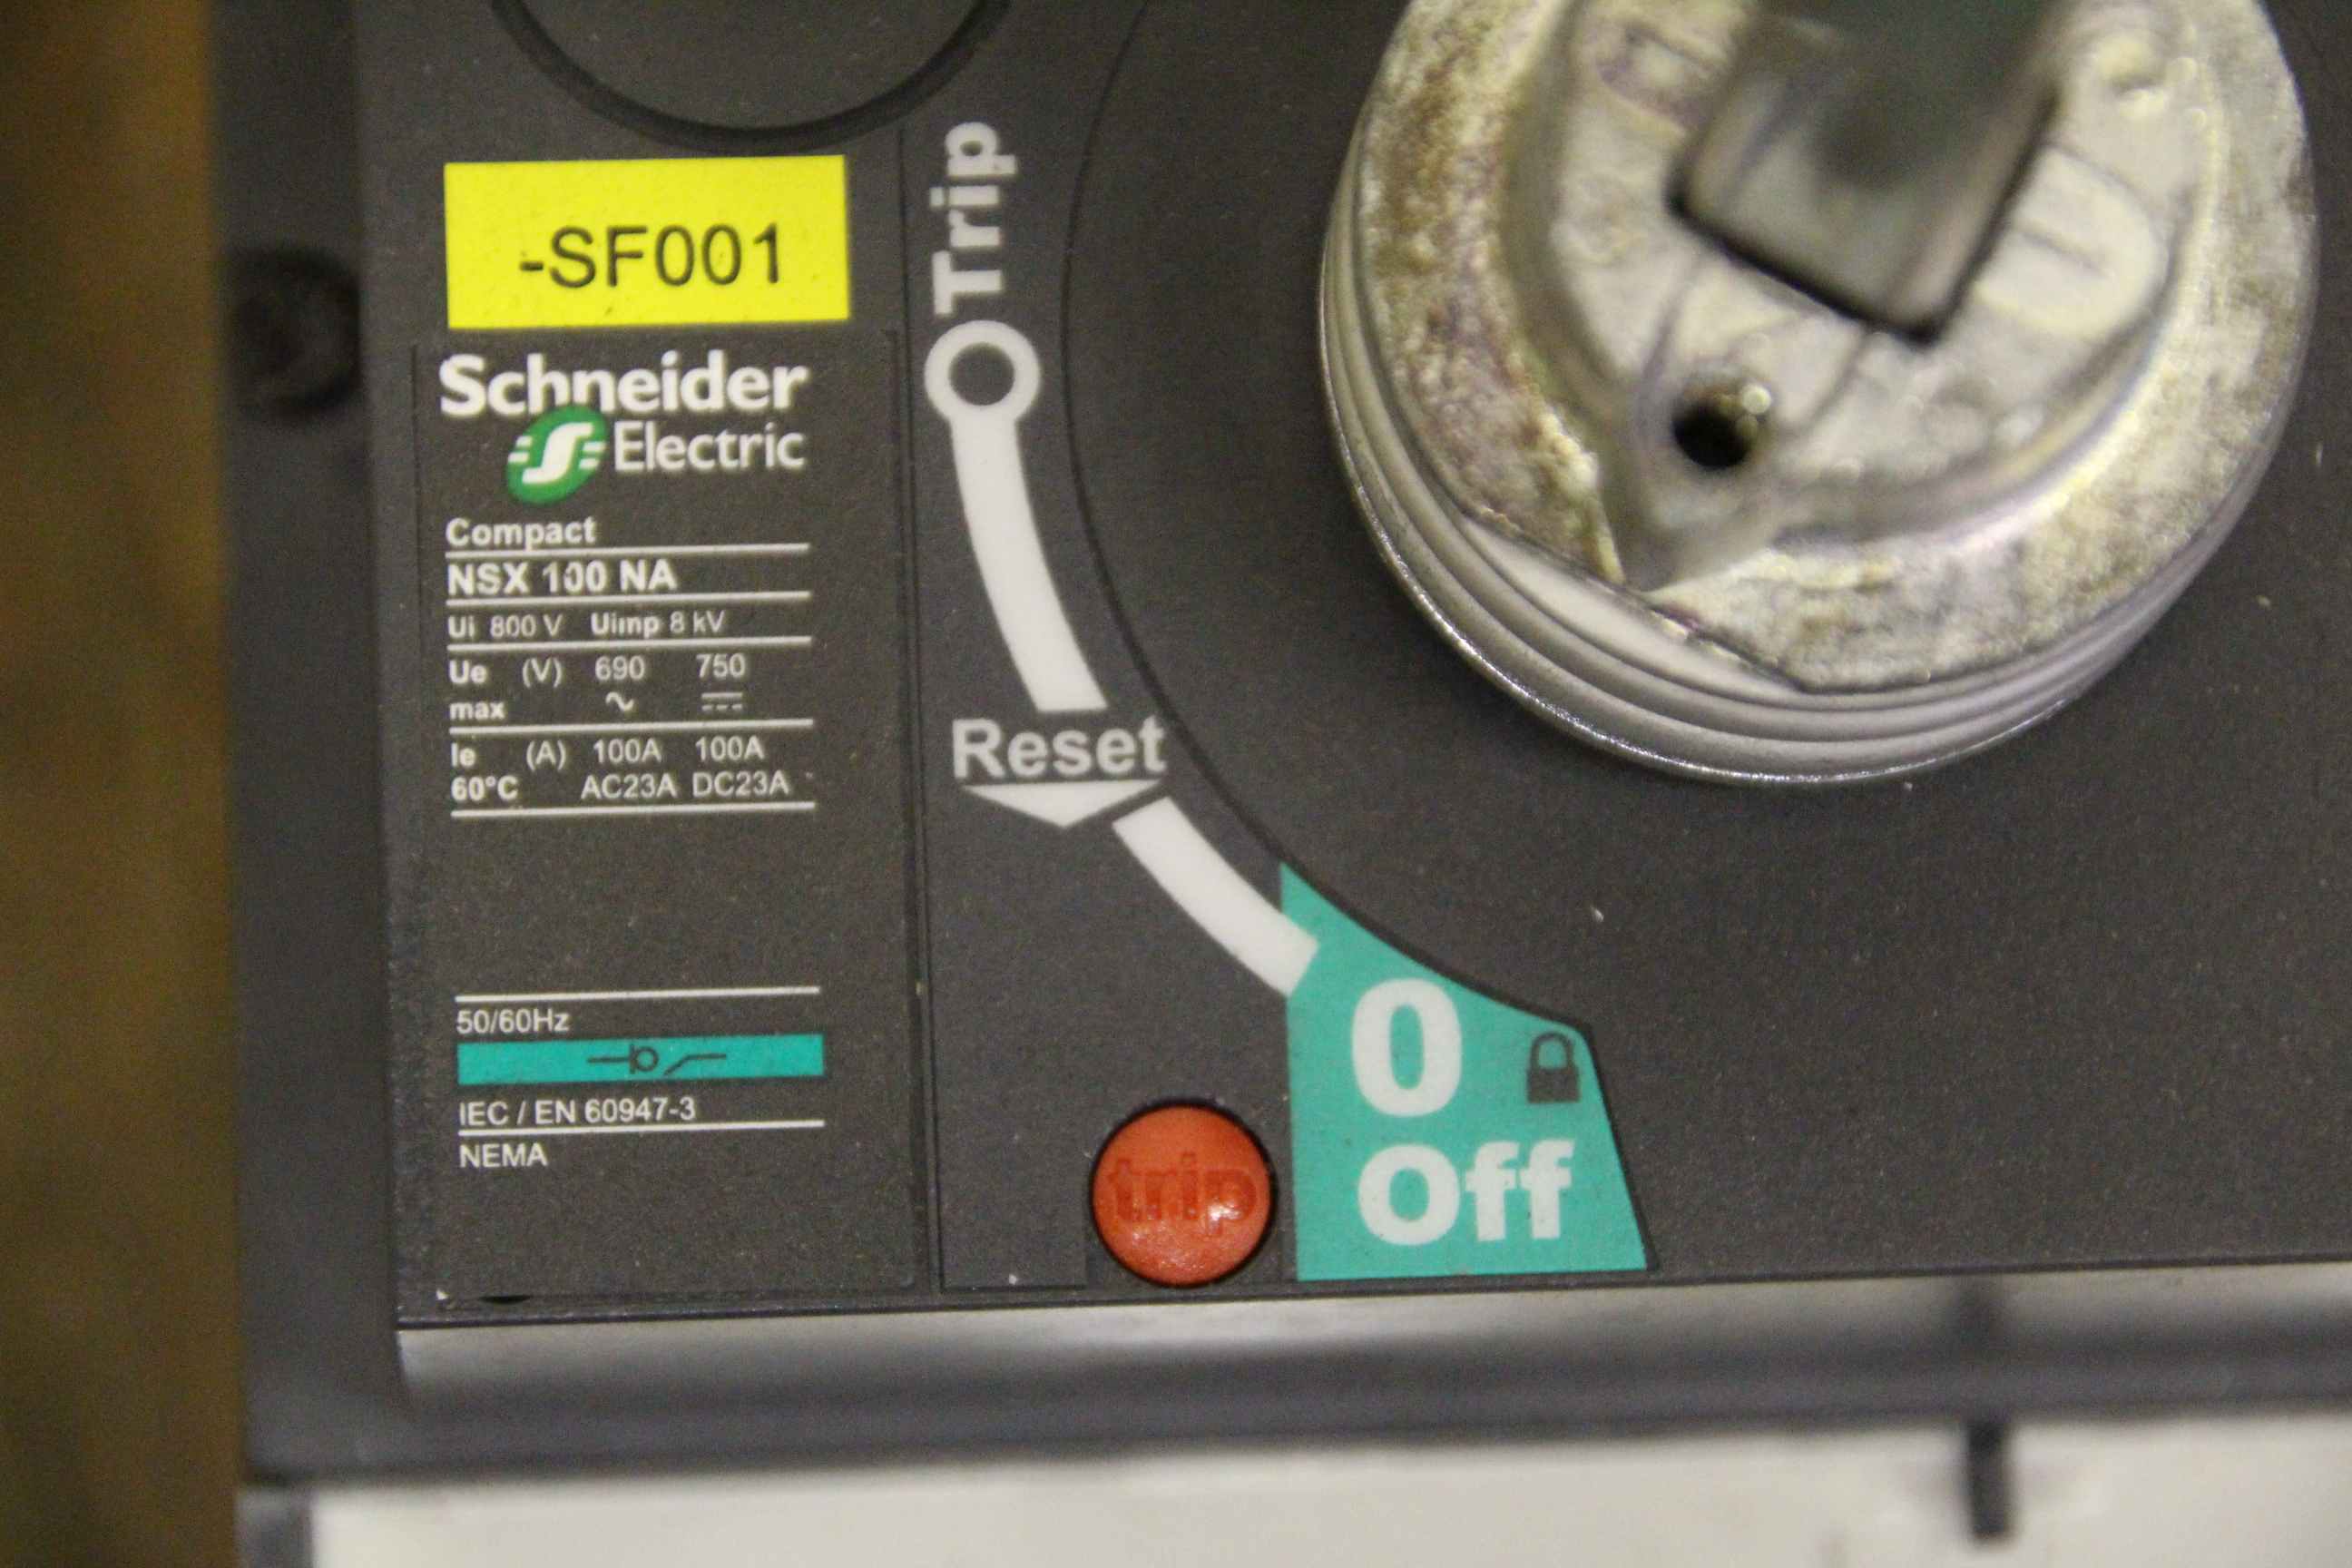 -SF001
Trip
Schneider
Electric
Compact
NSX 100 NA
Ui 800 V Uimp 8 kV
Ue (V) 690 750
max
Ie (A) 100A 100A
60°C AC23A DC23A
Reset
50/60Hz
IEC / EN 60947-3
NEMA
trip
0
Off